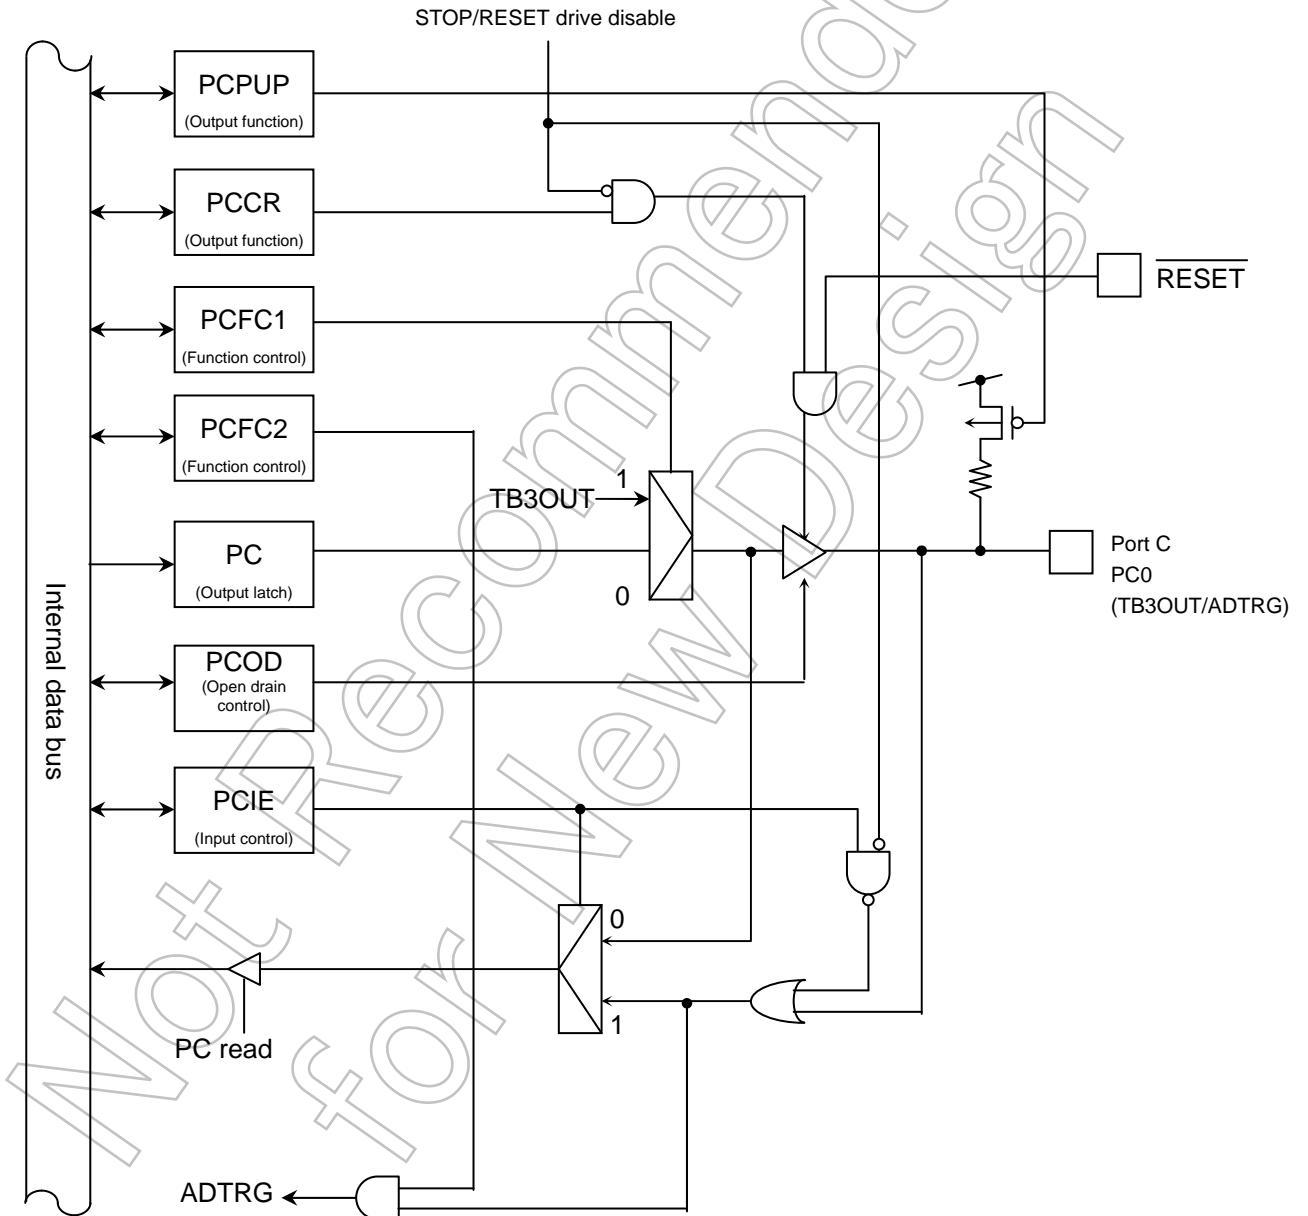 STOP/RESET drive disable
PCPUP
(Output function)
PCCR
(Output function)
RESET
PCFC1
(Function control)
PCFC2
(Function control)
1
TB3OUT
PC
(Output latch)
0
Port C
PC0
(TB3OUT/ADTRG)
Internal data bus
PCOD
(Open drain
control)
PCIE
(Input control)
0
1
PC read
ADTRG
Not Recommende
for New Design